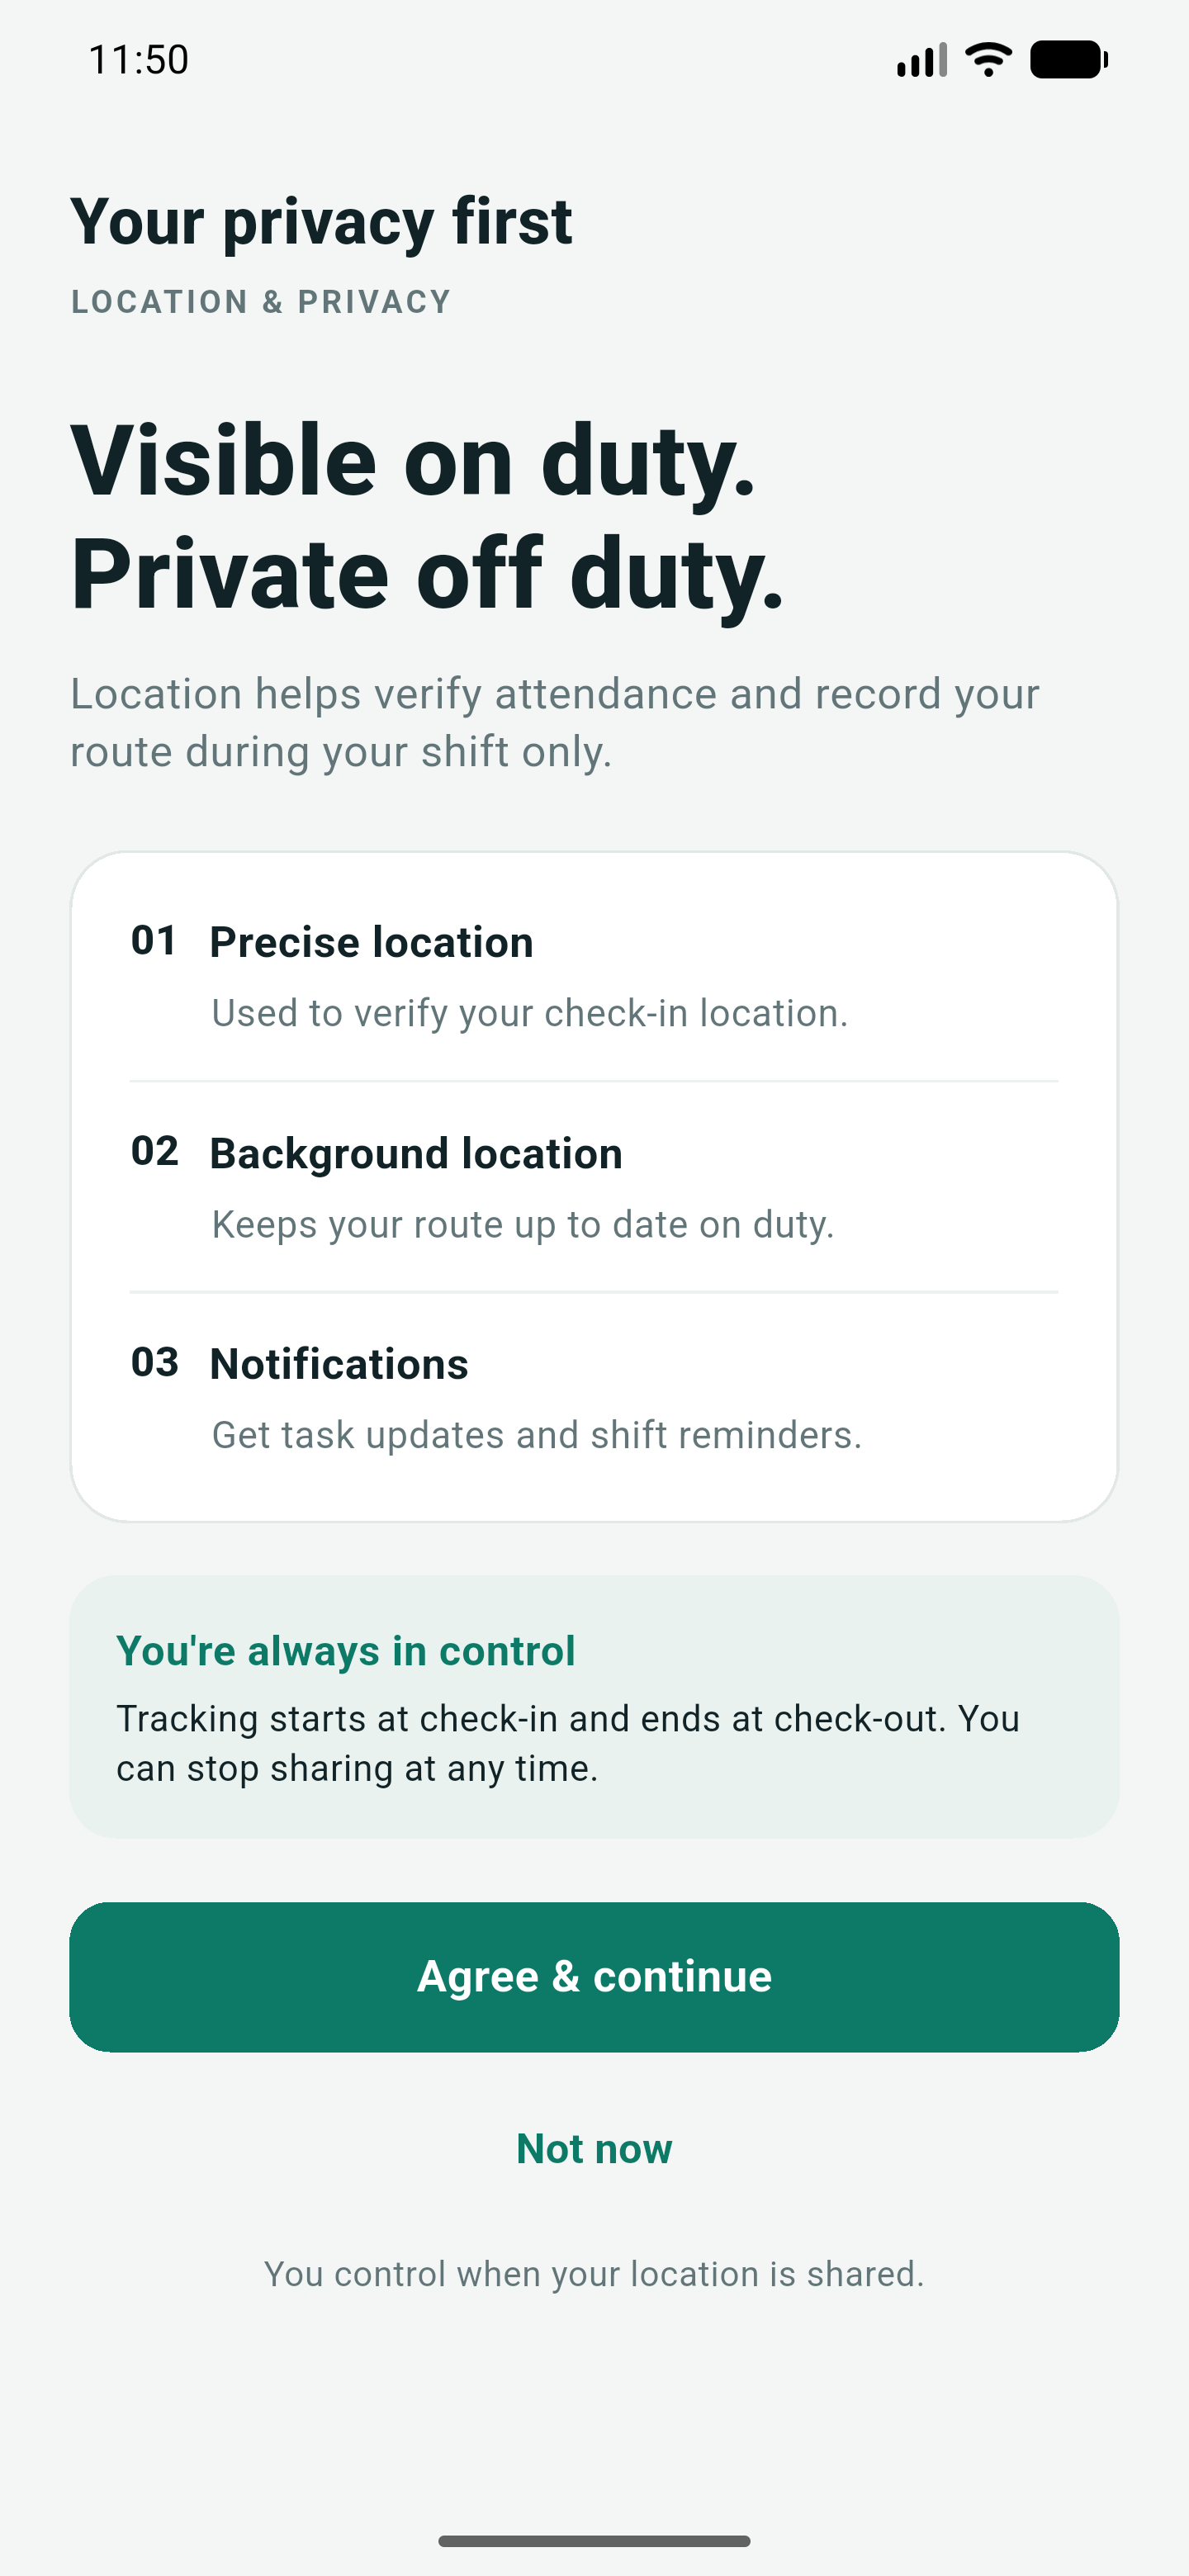 11:50
Your privacy first
LOCATION & PRIVACY
Visible on duty.
Private off duty.
Location helps verify attendance and record your
route during your shift only.
01 Precise location
Used to verify your check-in location.
02 Background location
Keeps your route up to date on duty.
03 Notifications
Get task updates and shift reminders.
You're always in control
Tracking starts at check-in and ends at check-out. You
can stop sharing at any time.
Agree & continue
Not now
You control when your location is shared.